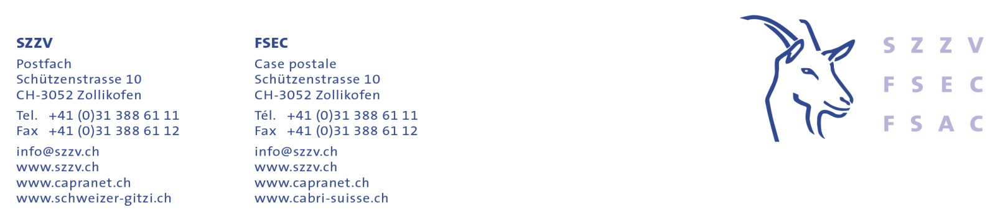 SZZV
Postfach
Schützenstrasse 10
CH-3052 Zollikofen
Tel. +41 (0)31 388 61 11
Fax +41 (0)31 388 61 12
info@szzv.ch
www.szzv.ch
www.capranet.ch
www.schweizer-gitzi.ch
FSEC
Case postale
Schützenstrasse 10
CH-3052 Zollikofen
Tél. +41 (0)31 388 61 11
Fax +41 (0)31 388 61 12
info@szzv.ch
www.szzv.ch
www.capranet.ch
www.cabri-suisse.ch
S Z Z V
F S E C
F S A C